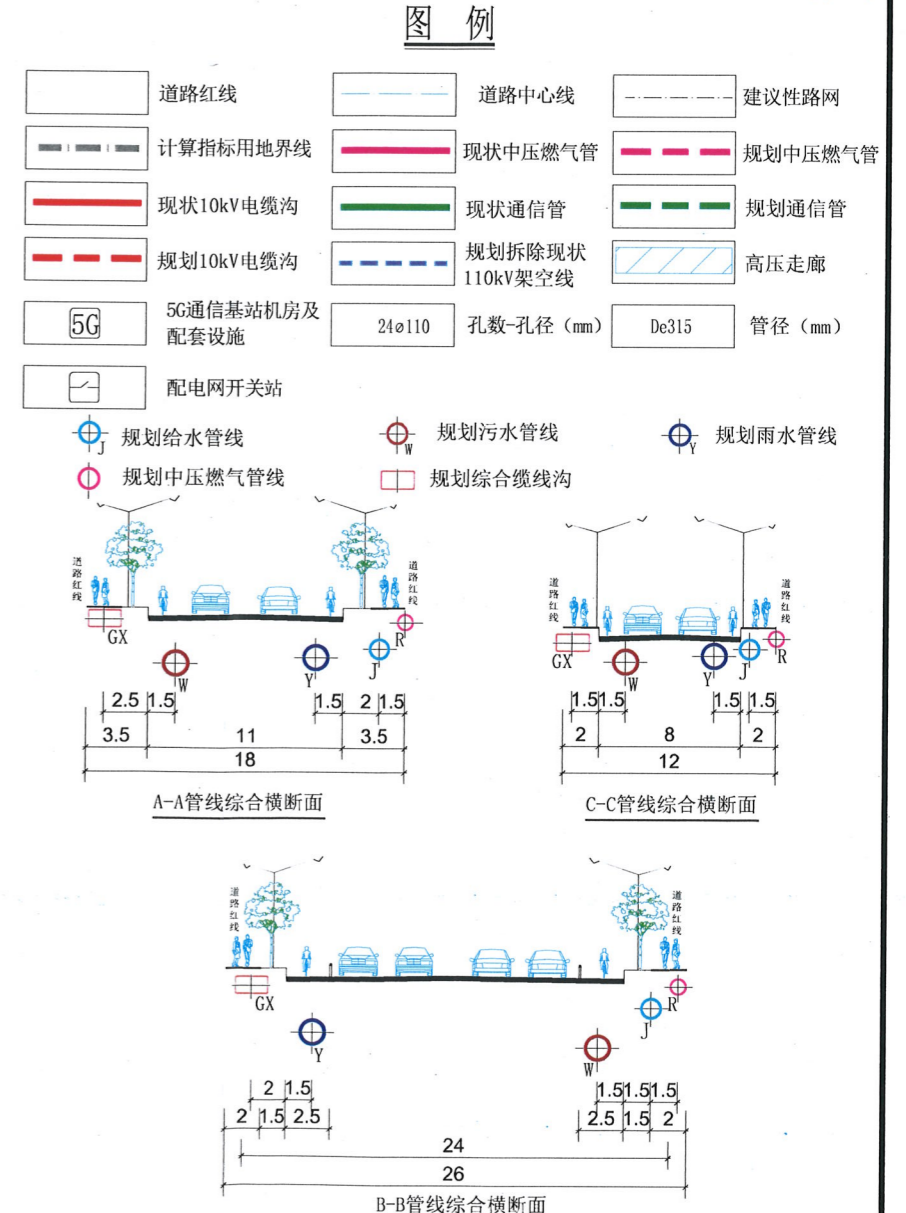 图 例
道路红线
道路中心线
建议性路网
计算指标用地界线
现状中压燃气管
规划中压燃气管
现状10kV电缆沟
现状通信管
规划通信管
规划10kV电缆沟
规划拆除现状
110kV架空线
高压走廊
5G
5G通信基站机房及
配套设施
24ø110
孔数-孔径（mm）
De315
管径（mm）
配电网开关站
J
规划给水管线
W
规划污水管线
Y
规划雨水管线
规划中压燃气管线
规划综合缆线沟
道路红线
道路红线
GX
W
Y
J
R
2.5 1.5 1.5 2 1.5
3.5 11 3.5
18
A-A管线综合横断面
道路红线
道路红线
GX
W
Y
J
R
1.5 1.5 1.5 1.5
2 8 2
12
C-C管线综合横断面
道路红线
道路红线
GX
Y
W
J
R
2 1.5 1.5 1.5 1.5
2 1.5 2.5 2.5 1.5 2
24
26
B-B管线综合横断面